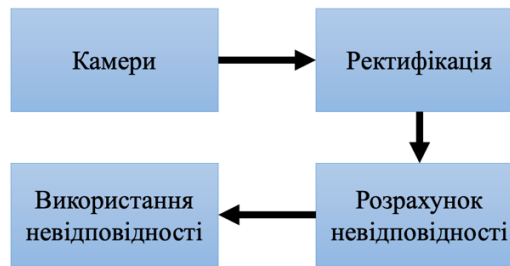 Камери
Ректифікація
Розрахунок
невідповідності
Використання
невідповідності